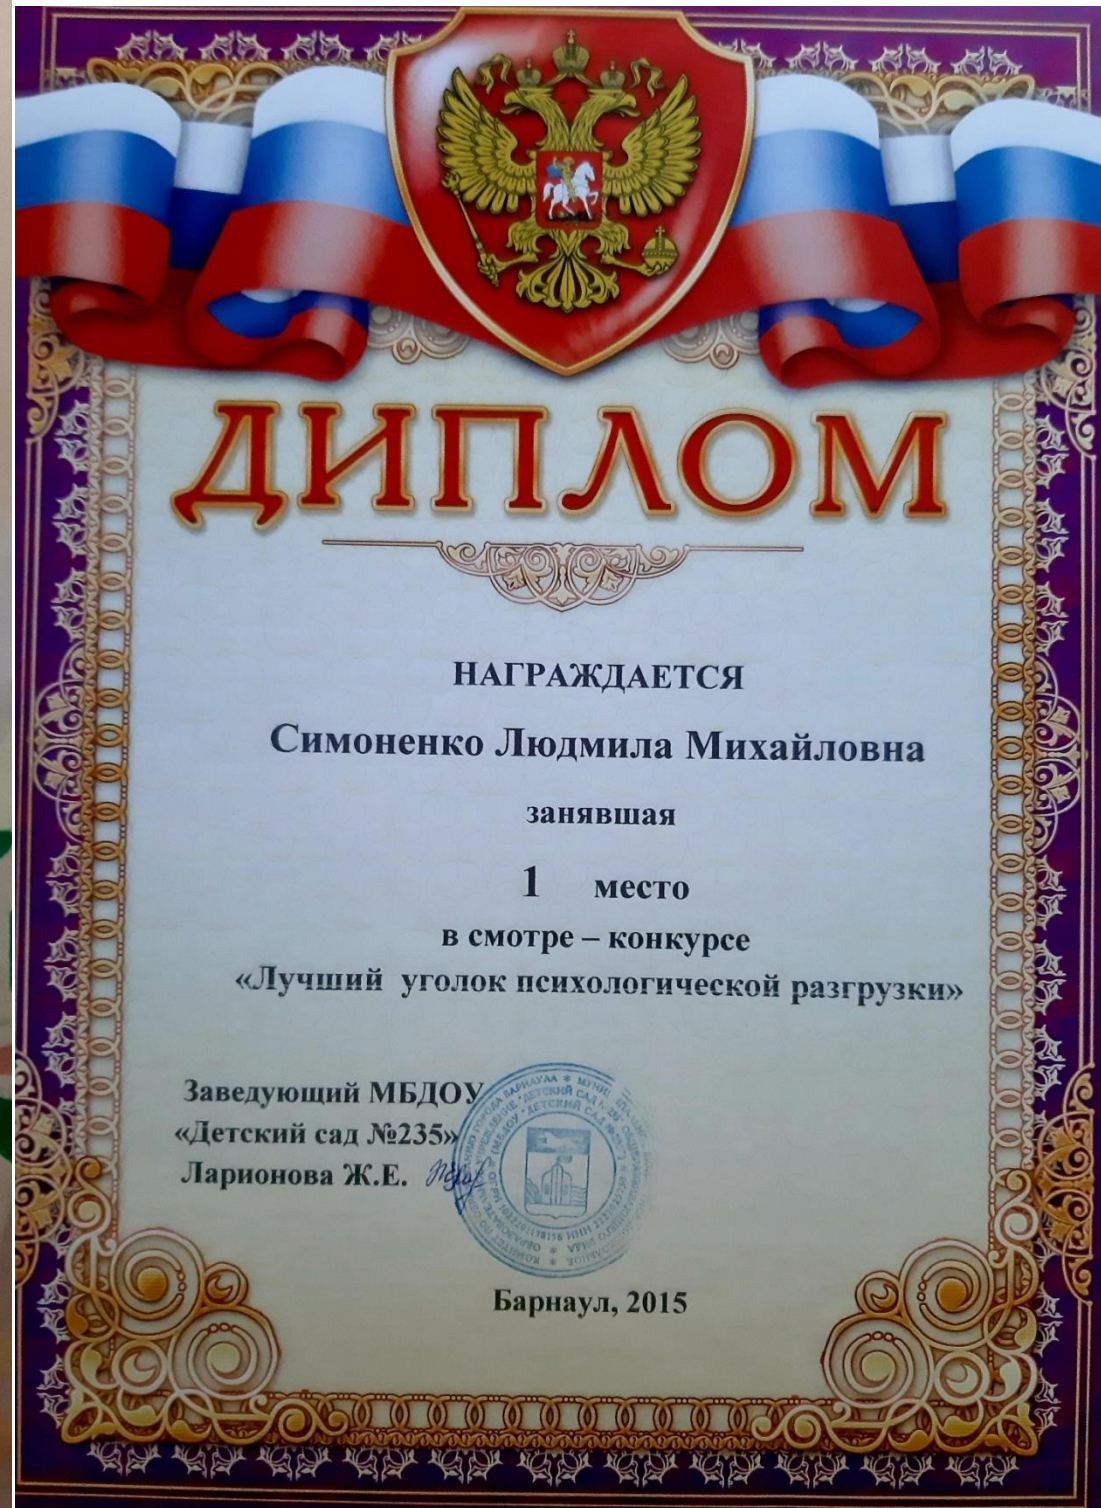 ДИПЛОМ
НАГРАЖДАЕТСЯ
Симоненко Людмила Михайловна
занявшая
1 место
в смотре – конкурсе
«Лучший уголок психологической разгрузки»
Заведующий МБДОУ
«Детский сад №235»
Ларионова Ж.Е.
Барнаул, 2015